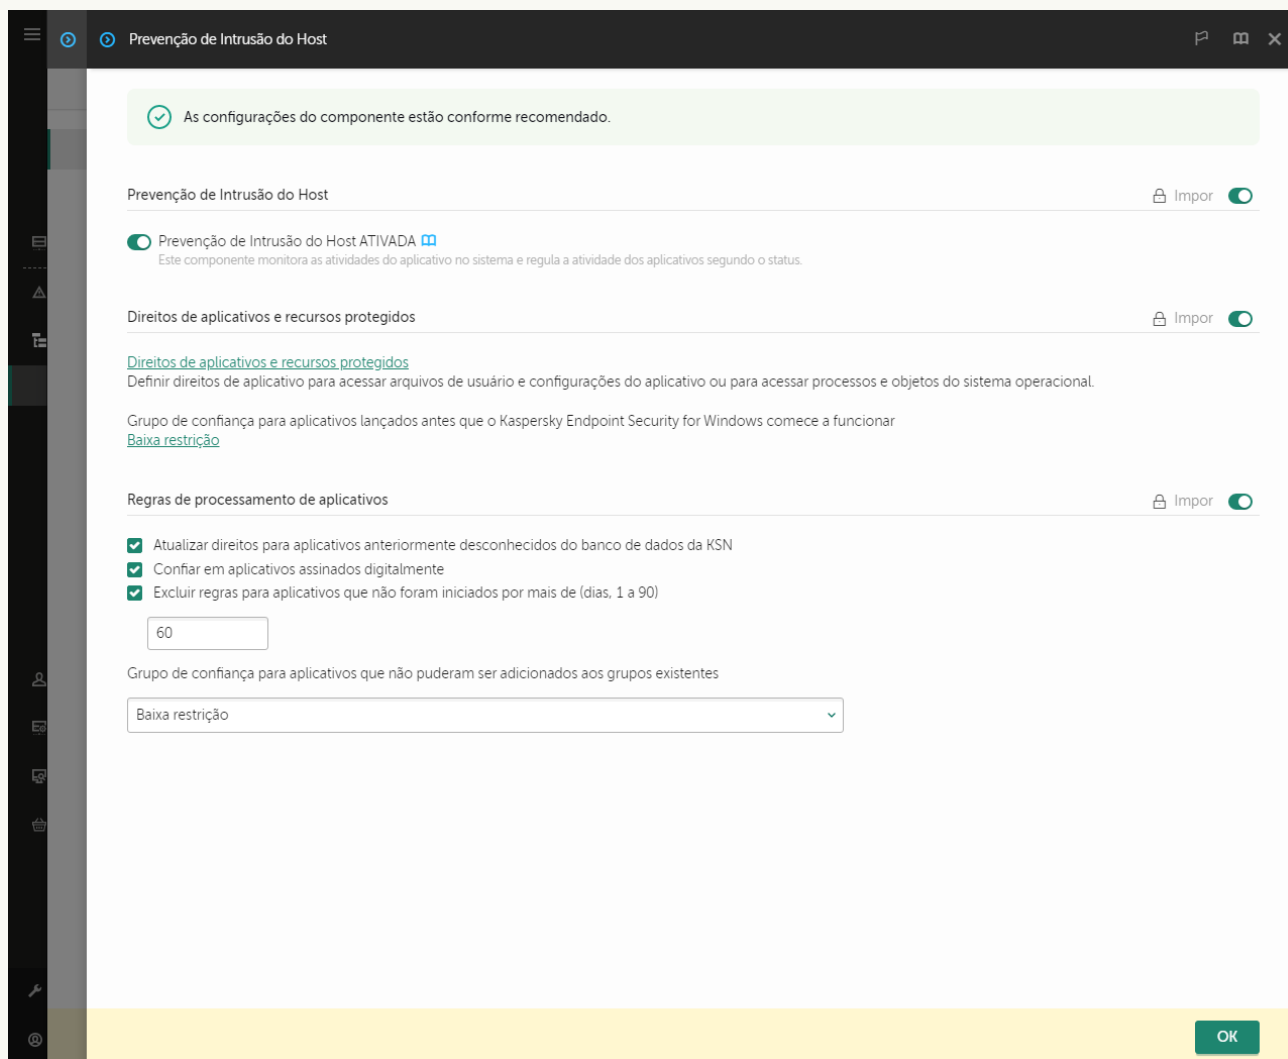 Prevenção de Intrusão do Host
As configurações do componente estão conforme recomendado.
Prevenção de Intrusão do Host
Impor
Prevenção de Intrusão do Host ATIVADA
Este componente monitora as atividades do aplicativo no sistema e regula a atividade dos aplicativos segundo o status.
Direitos de aplicativos e recursos protegidos
Impor
Direitos de aplicativos e recursos protegidos
Definir direitos de aplicativo para acessar arquivos de usuário e configurações do aplicativo ou para acessar processos e objetos do sistema operacional.
Grupo de confiança para aplicativos lançados antes que o Kaspersky Endpoint Security for Windows comece a funcionar
Baixa restrição
Regras de processamento de aplicativos
Impor
Atualizar direitos para aplicativos anteriormente desconhecidos do banco de dados da KSN
Confiar em aplicativos assinados digitalmente
Excluir regras para aplicativos que não foram iniciados por mais de (dias, 1 a 90)
60
Grupo de confiança para aplicativos que não puderam ser adicionados aos grupos existentes
Baixa restrição
OK